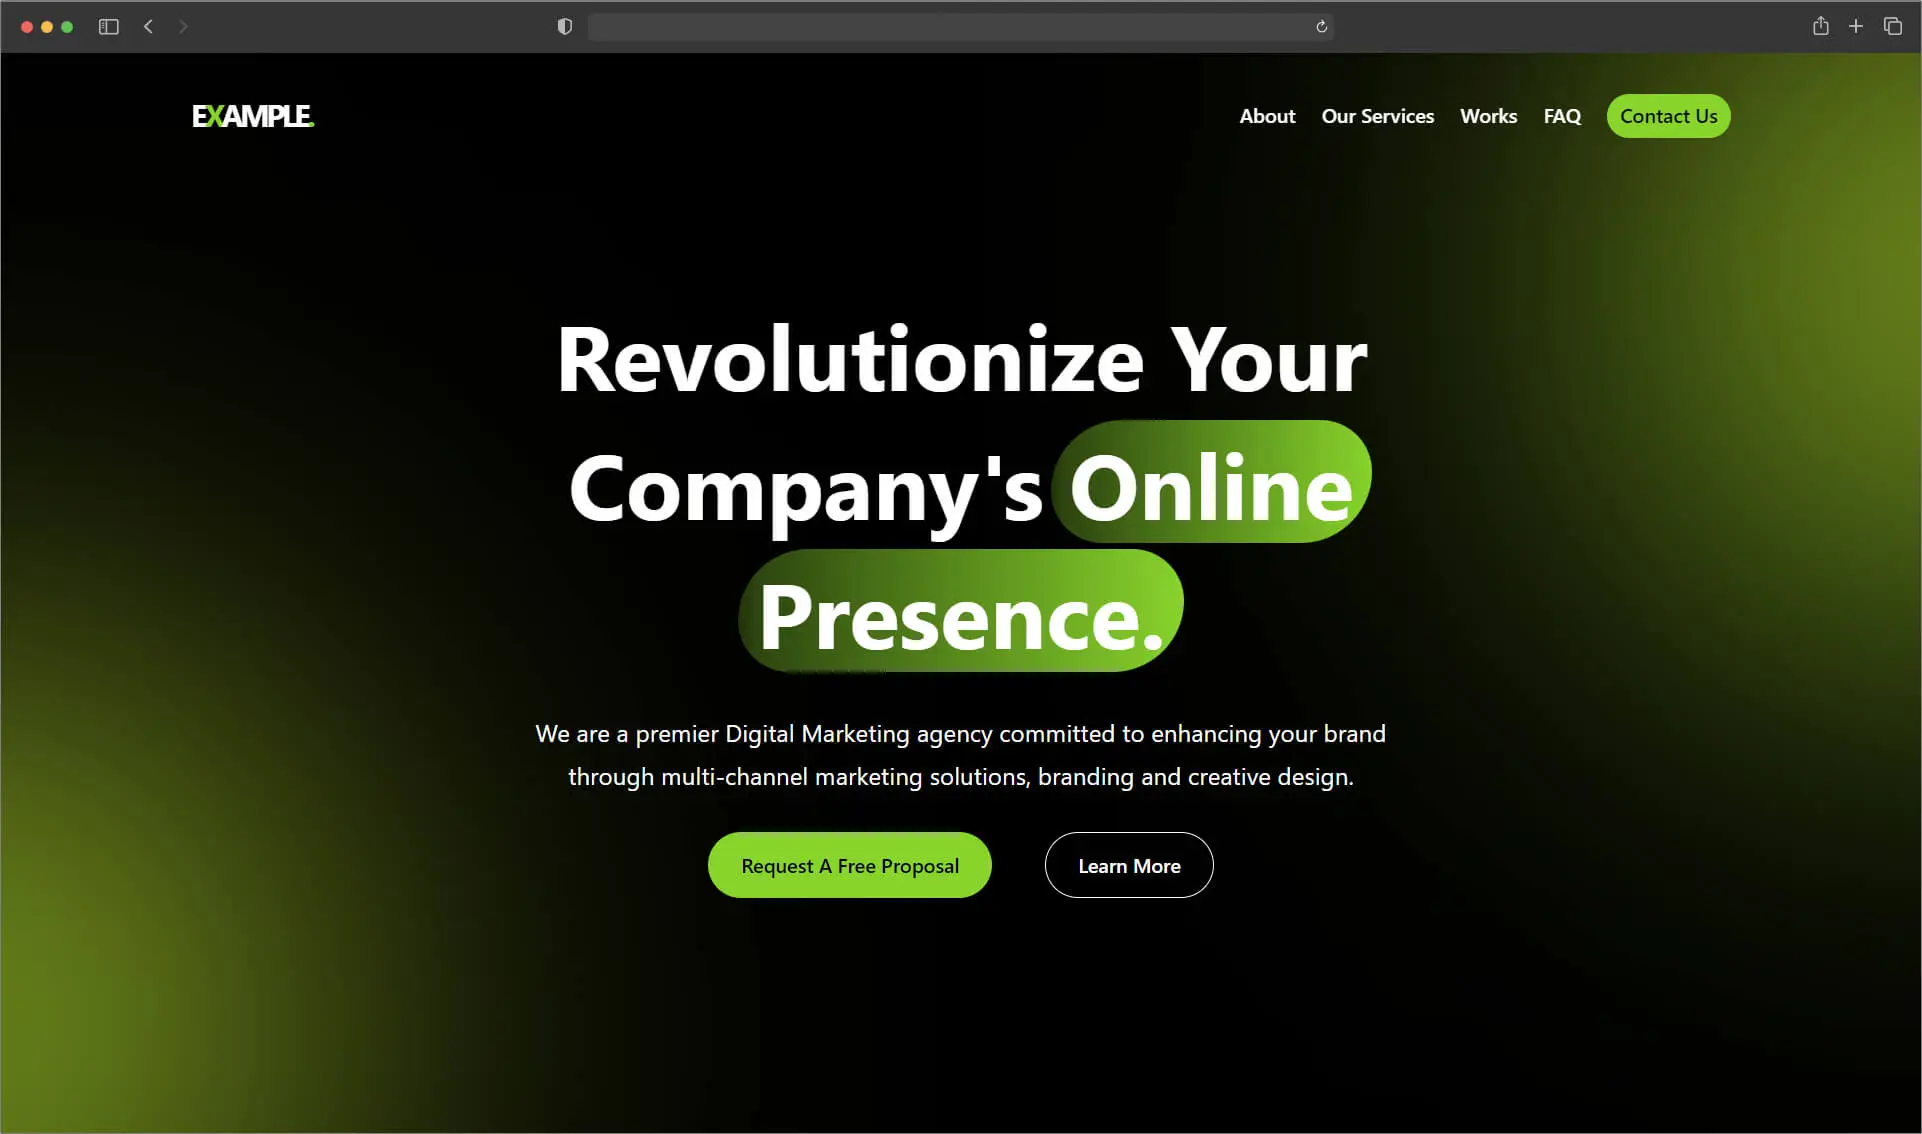 EXAMPLE.
About Our Services Works FAQ Contact Us
Revolutionize Your
Company's Online
Presence.
We are a premier Digital Marketing agency committed to enhancing your brand
through multi-channel marketing solutions, branding and creative design.
Request A Free Proposal Learn More